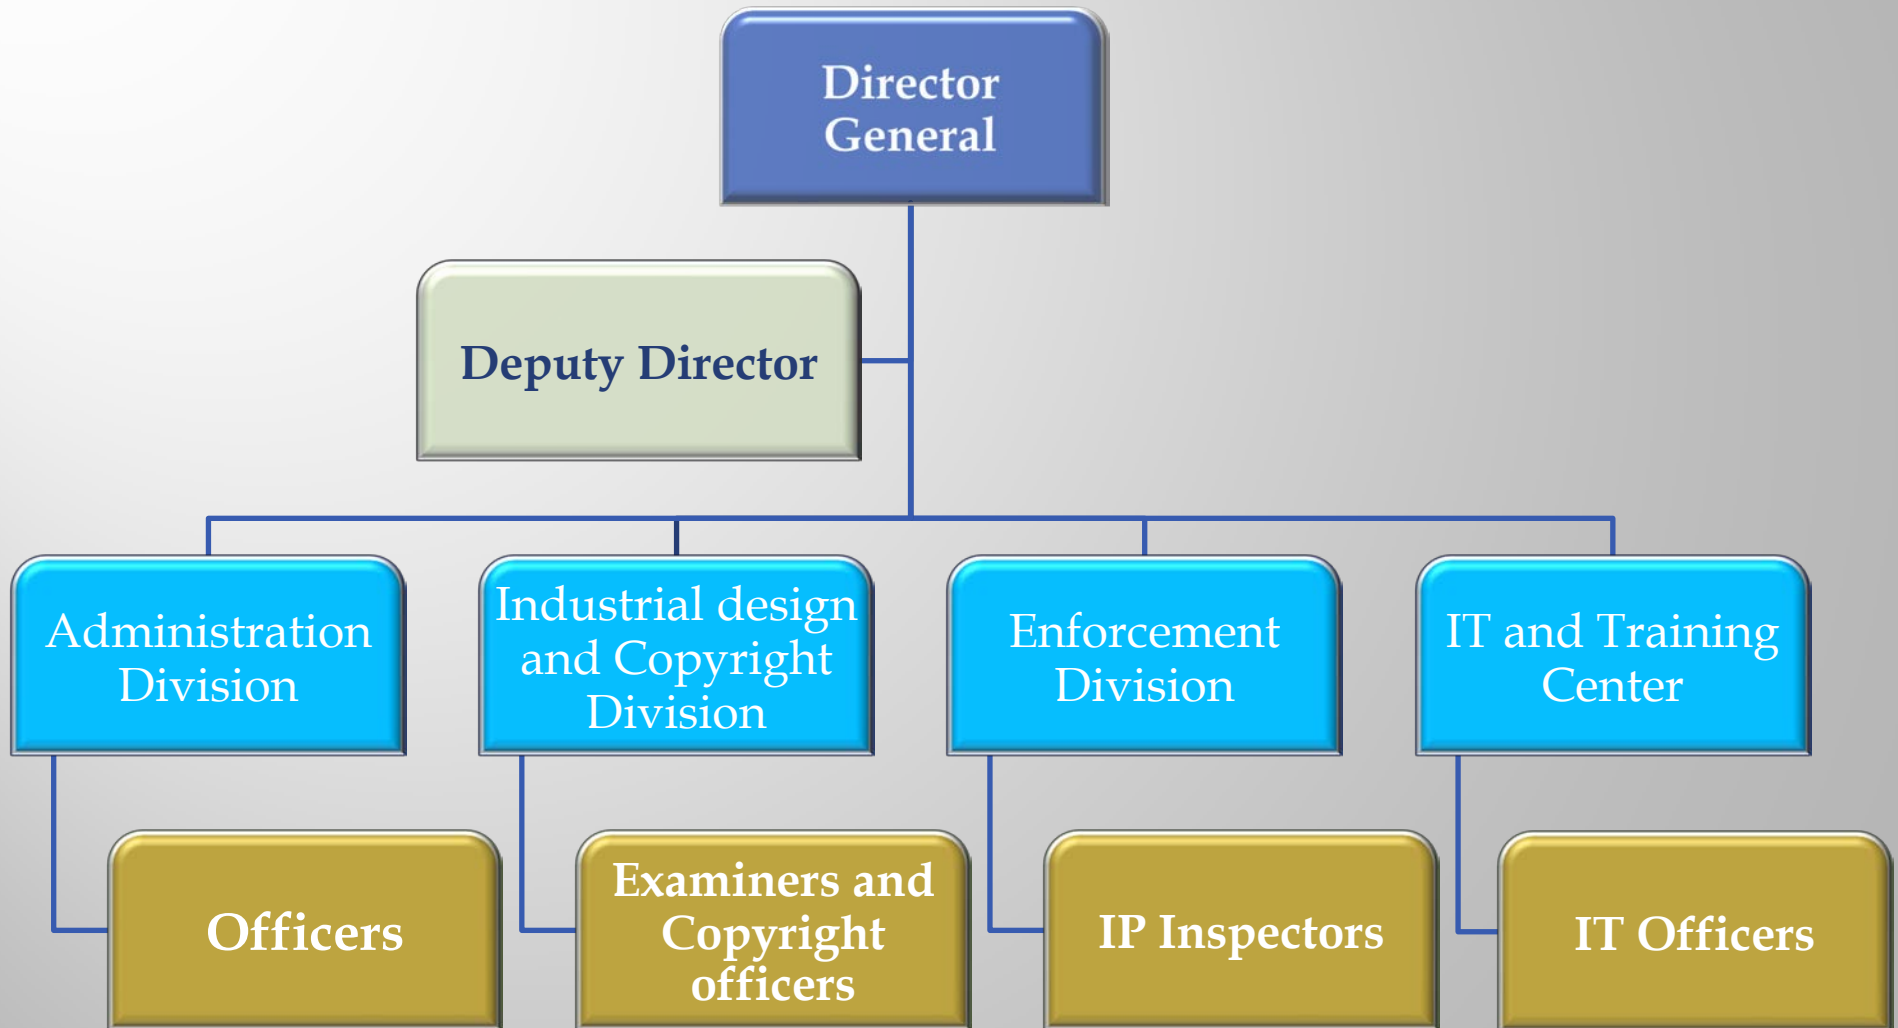 Director
General
Deputy Director
Administration
Division
Industrial design
and Copyright
Division
Enforcement
Division
IT and Training
Center
Officers
Examiners and
Copyright
officers
IP Inspectors
IT Officers